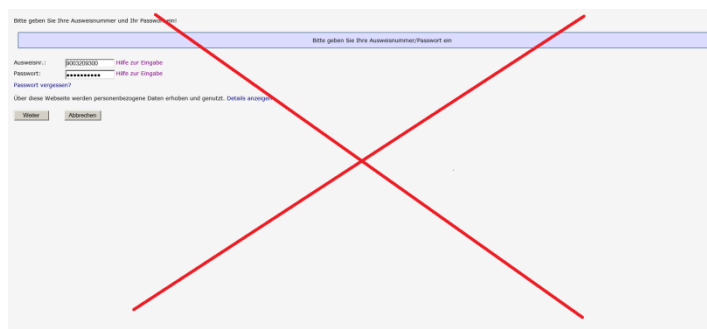 Bitte geben Sie Ihre Ausweisnummer und Ihr Passwort ein!
Bitte geben Sie Ihre Ausweisnummer/Passwort ein
Ausweisnr.: 9003209300 Hilfe zur Eingabe
Passwort: •••••••••• Hilfe zur Eingabe
Passwort vergessen?
Über diese Webseite werden personenbezogene Daten erhoben und genutzt. Details anzeigen
Weiter Abbrechen